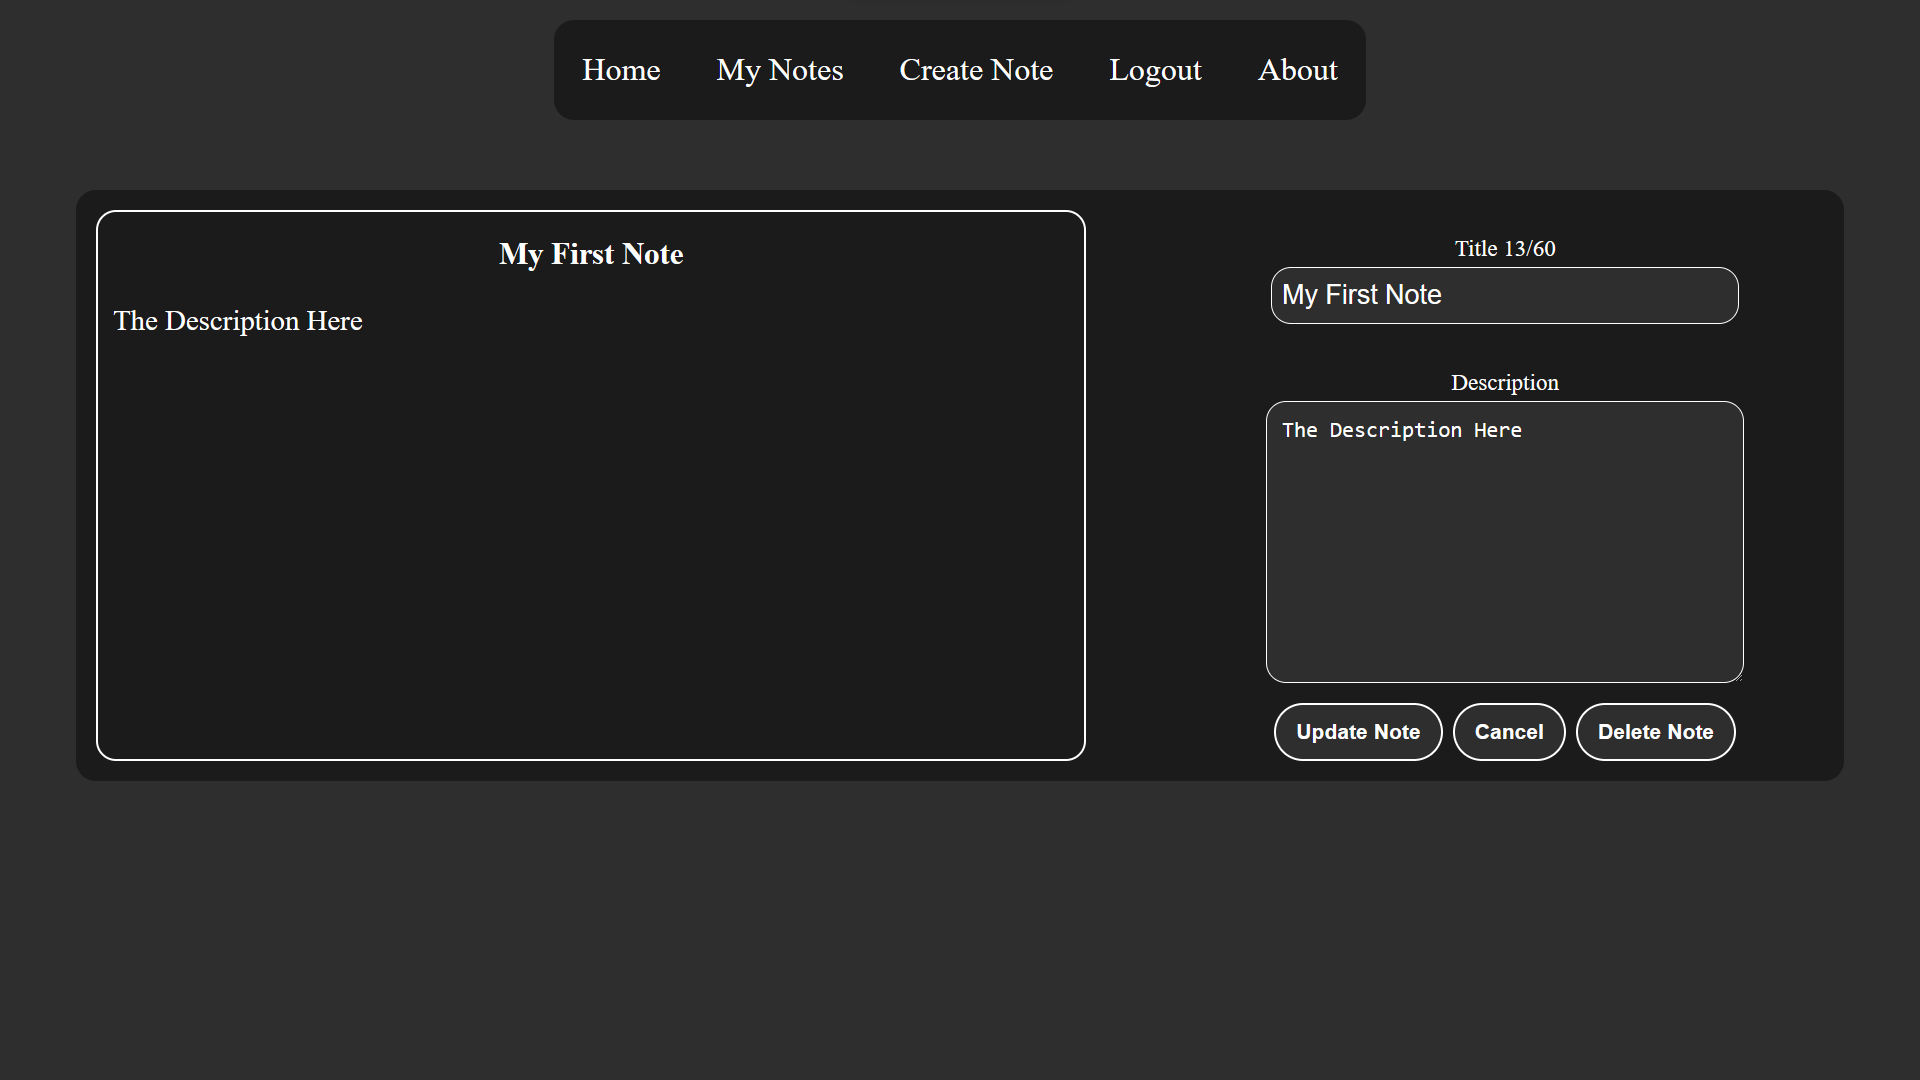 Home My Notes Create Note Logout About
My First Note
The Description Here
Title 13/60
My First Note
Description
The Description Here
Update Note Cancel Delete Note